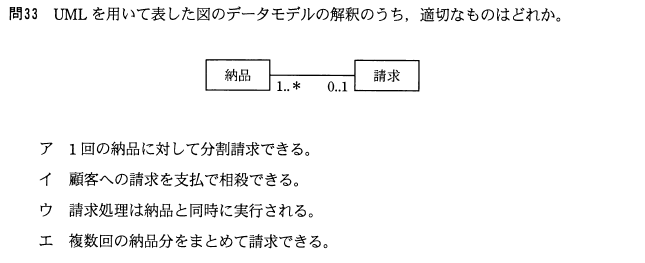 問33 UML を用いて表した図のデータモデルの解釈のうち，適切なものはどれか。
納品 請求
1..* 0..1
ア 1回の納品に対して分割請求できる。
イ 顧客への請求を支払で相殺できる。
ウ 請求処理は納品と同時に実行される。
エ 複数回の納品分をまとめて請求できる。